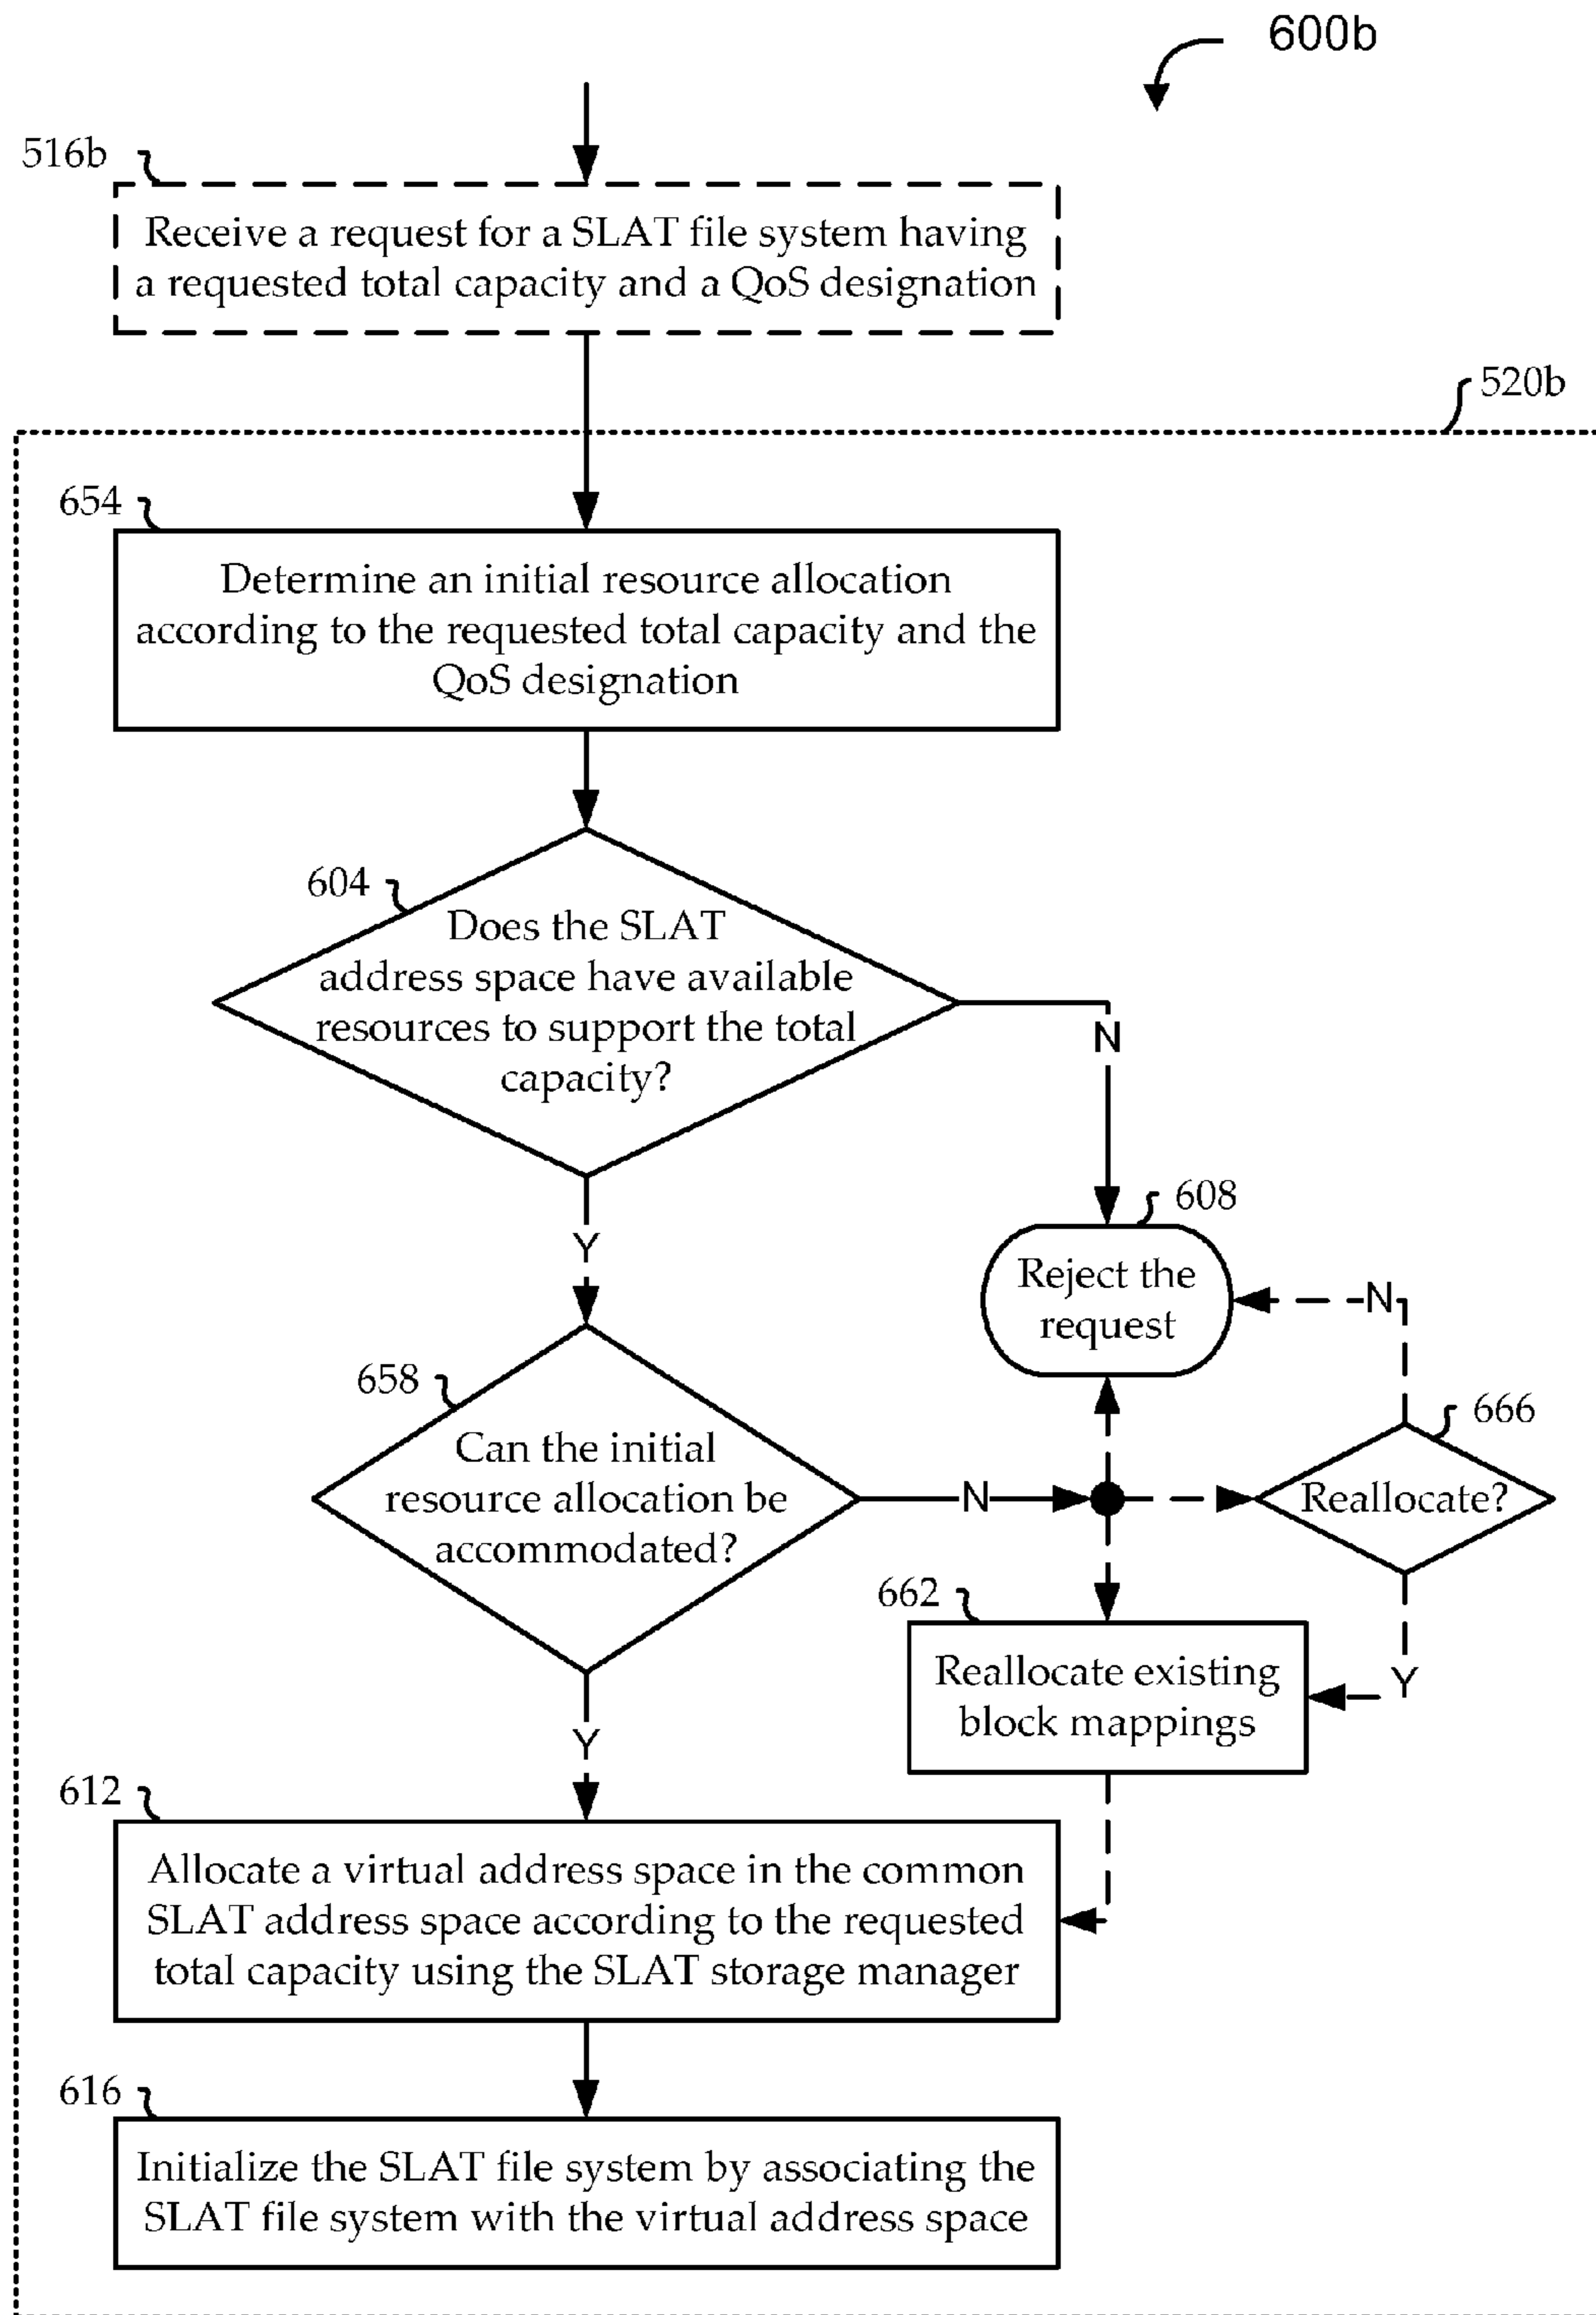 600b
516b
Receive a request for a SLAT file system having
a requested total capacity and a QoS designation
520b
654
Determine an initial resource allocation
according to the requested total capacity and the
QoS designation
604
Does the SLAT
address space have available
resources to support the total
capacity?
N
Y
608
Reject the
request
N
658
Can the initial
resource allocation be
accommodated?
N
666
Reallocate?
Y
662
Reallocate existing
block mappings
Y
612
Allocate a virtual address space in the common
SLAT address space according to the requested
total capacity using the SLAT storage manager
616
Initialize the SLAT file system by associating the
SLAT file system with the virtual address space